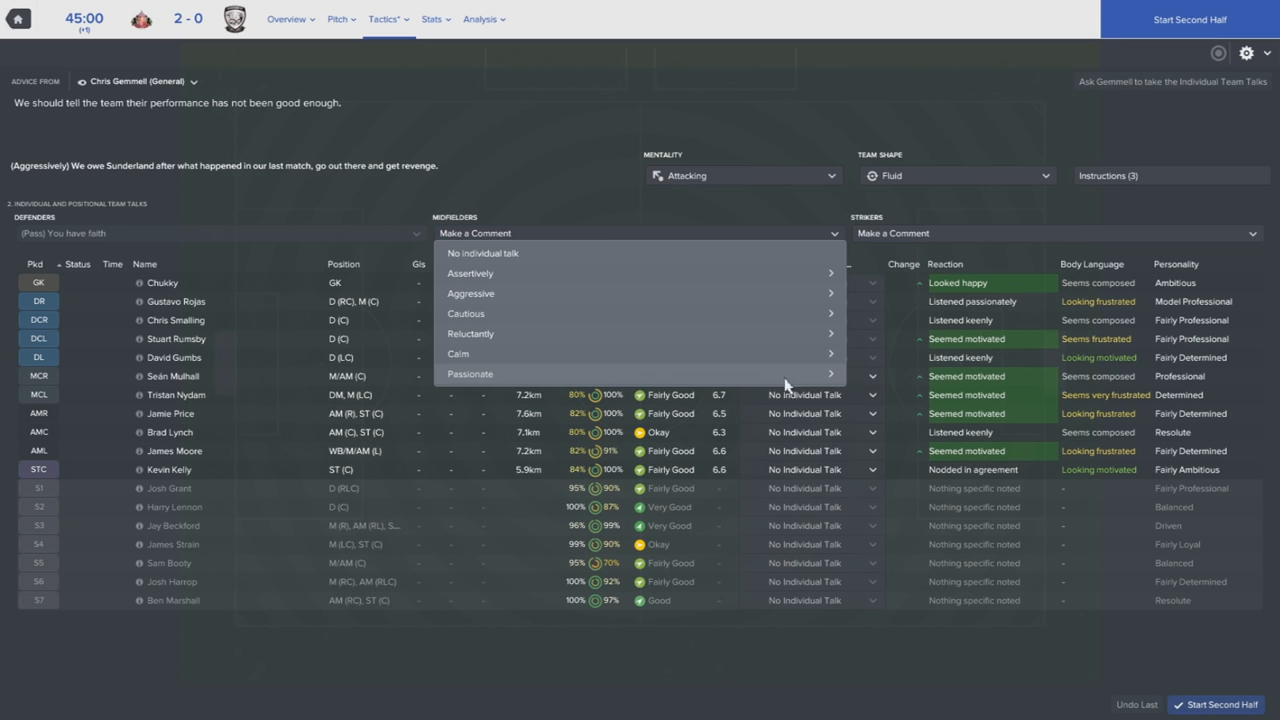 45:00
(+1)
2 - 0
Overview
Pitch
Tactics*
Stats
Analysis
Start Second Half
ADVICE FROM
Chris Gemmell (General)
Ask Gemmell to take the Individual Team Talks
We should tell the team their performance has not been good enough.
(Aggressively) We owe Sunderland after what happened in our last match, go out there and get revenge.
MENTALITY
Attacking
TEAM SHAPE
Fluid
Instructions (3)
2. INDIVIDUAL AND POSITIONAL TEAM TALKS
DEFENDERS
(Pass) You have faith
MIDFIELDERS
Make a Comment
STRIKERS
Make a Comment
No individual talk
Assertively
Aggressive
Cautious
Reluctantly
Calm
Passionate
Pkd Status Time Name Position Gls Change Reaction Body Language Personality
GK Chukky GK - Looked happy Seems composed Ambitious
DR Gustavo Rojas D (RC), M (C) - Listened passionately Looking frustrated Model Professional
DCR Chris Smalling D (C) - Listened keenly Seems composed Fairly Professional
DCL Stuart Rumsby D (C) - Seemed motivated Seems frustrated Fairly Professional
DL David Gumbs D (LC) - Listened keenly Looking motivated Fairly Determined
MCR Seán Mulhall M/AM (C) - Seemed motivated Seems composed Professional
MCL Tristan Nydam DM, M (LC) - - - 7.2km 80% 100% Fairly Good 6.7 No Individual Talk Seemed motivated Seems very frustrated Determined
AMR Jamie Price AM (R), ST (C) - - - 7.6km 82% 100% Fairly Good 6.5 No Individual Talk Seemed motivated Looking frustrated Fairly Determined
AMC Brad Lynch AM (C), ST (C) - - - 7.1km 80% 100% Okay 6.3 No Individual Talk Listened keenly Seems composed Resolute
AML James Moore WB/M/AM (L) - - - 7.2km 82% 91% Fairly Good 6.6 No Individual Talk Seemed motivated Looking frustrated Fairly Determined
STC Kevin Kelly ST (C) - - - 5.9km 84% 100% Fairly Good 6.6 No Individual Talk Nodded in agreement Looking motivated Fairly Ambitious
S1 Josh Grant D (RLC) - - - 95% 90% Fairly Good - No Individual Talk Nothing specific noted - Fairly Professional
S2 Harry Lennon D (C) - - - 100% 87% Very Good - No Individual Talk Nothing specific noted - Balanced
S3 Jay Beckford M (R), AM (RL), S... - - - 96% 99% Very Good - No Individual Talk Nothing specific noted - Driven
S4 James Strain M (LC), ST (C) - - - 99% 90% Okay - No Individual Talk Nothing specific noted - Fairly Loyal
S5 Sam Booty M/AM (C) - - - 95% 70% Fairly Good - No Individual Talk Nothing specific noted - Balanced
S6 Josh Harrop M (RC), AM (RLC) - - - 100% 92% Fairly Good - No Individual Talk Nothing specific noted - Fairly Determined
S7 Ben Marshall AM (RC), ST (C) - - - 100% 97% Good - No Individual Talk Nothing specific noted - Resolute
Undo Last
Start Second Half